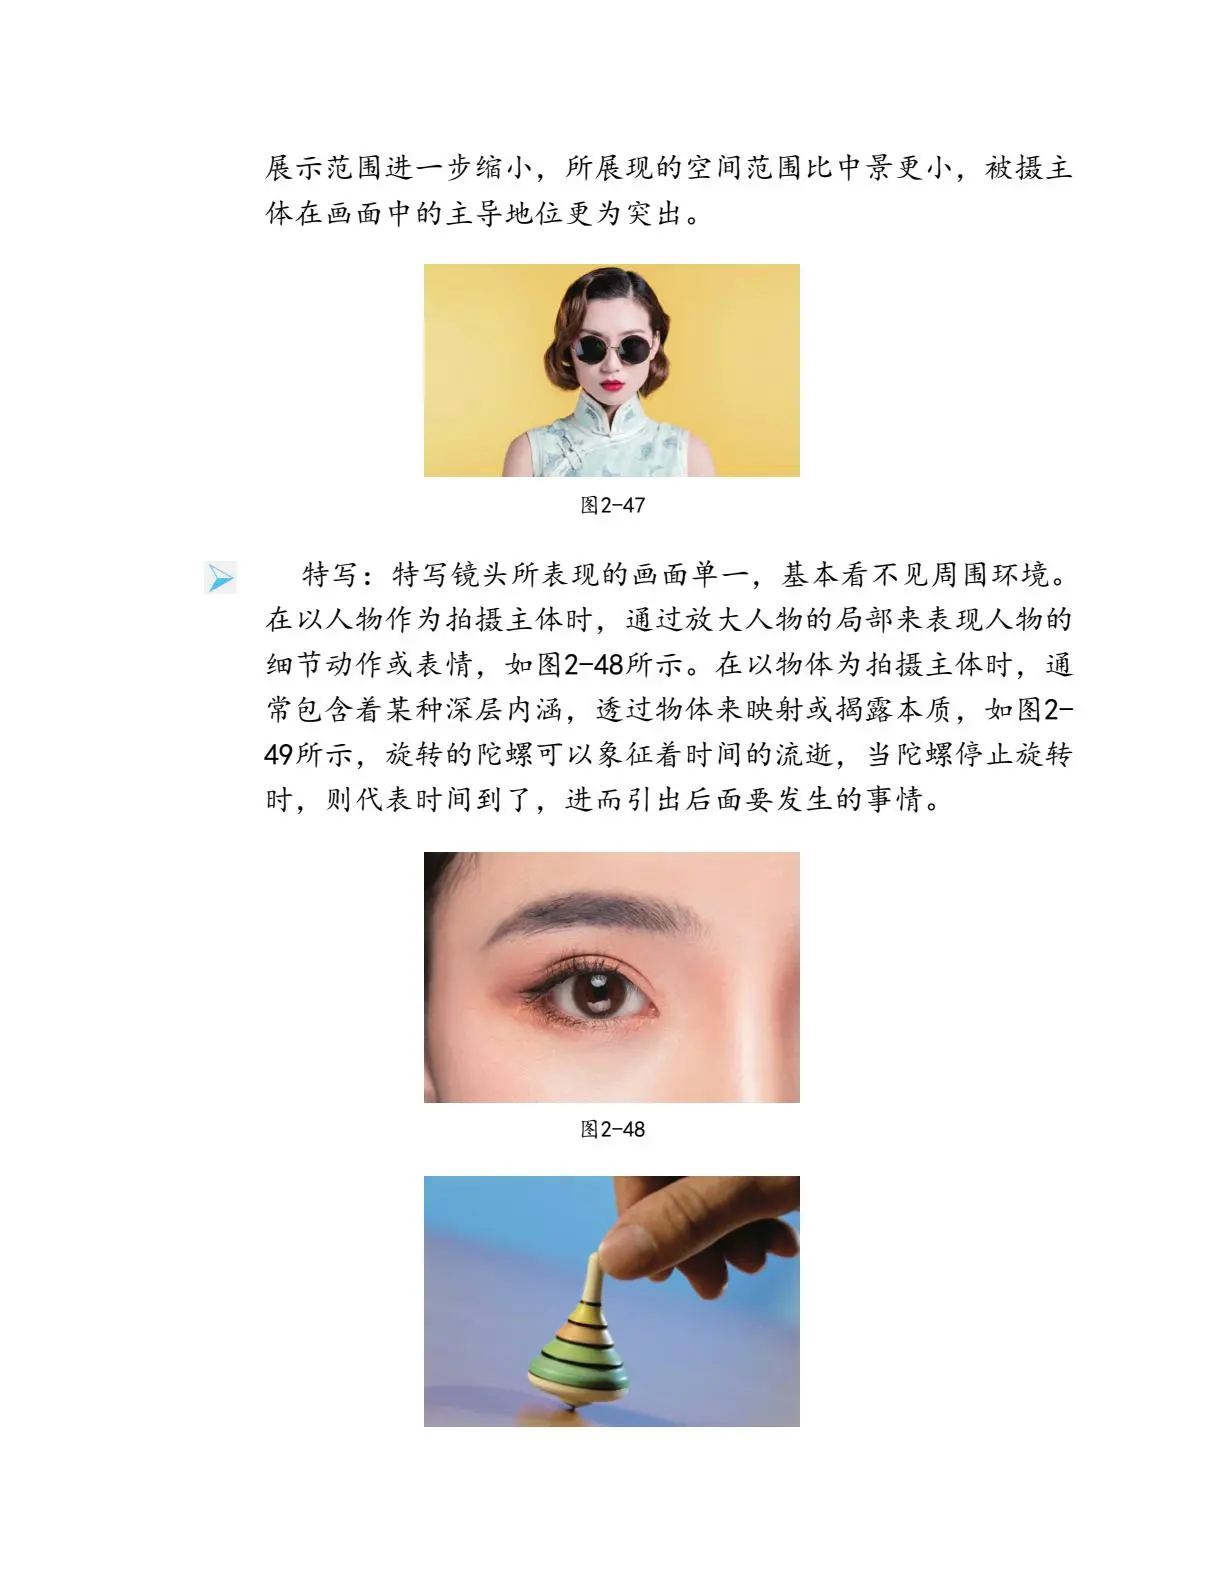 展示范围进一步缩小，所展现的空间范围比中景更小，被摄主
体在画面中的主导地位更为突出。
图2-47
特写：特写镜头所表现的画面单一，基本看不见周围环境。
在以人物作为拍摄主体时，通过放大人物的局部来表现人物的
细节动作或表情，如图2-48所示。在以物体为拍摄主体时，通
常包含着某种深层内涵，透过物体来映射或揭露本质，如图2-
49所示，旋转的陀螺可以象征着时间的流逝，当陀螺停止旋转
时，则代表时间到了，进而引出后面要发生的事情。
图2-48